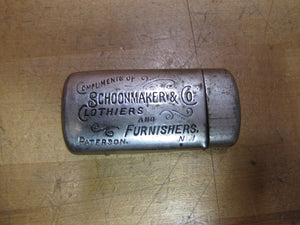 COMPLIMENTS OF
SCHOONMAKER & CO.
CLOTHIERS
AND
FURNISHERS,
PATERSON. N.J.